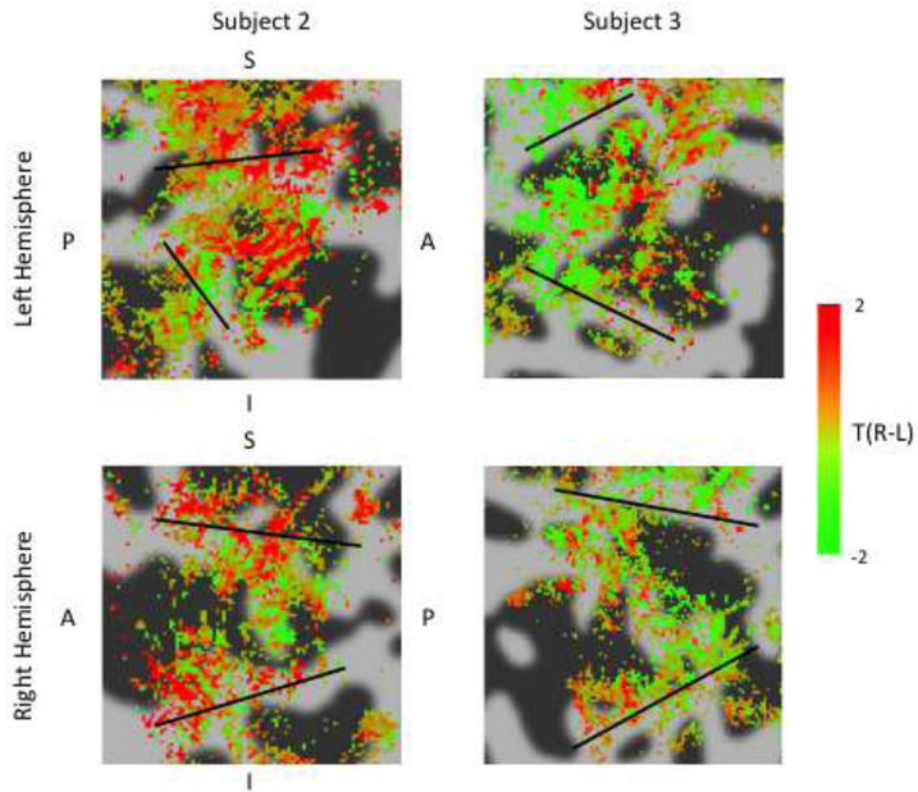 Subject 2
Subject 3
S
Left Hemisphere
P
A
I
2
T(R-L)
-2
S
Right Hemisphere
A
P
I